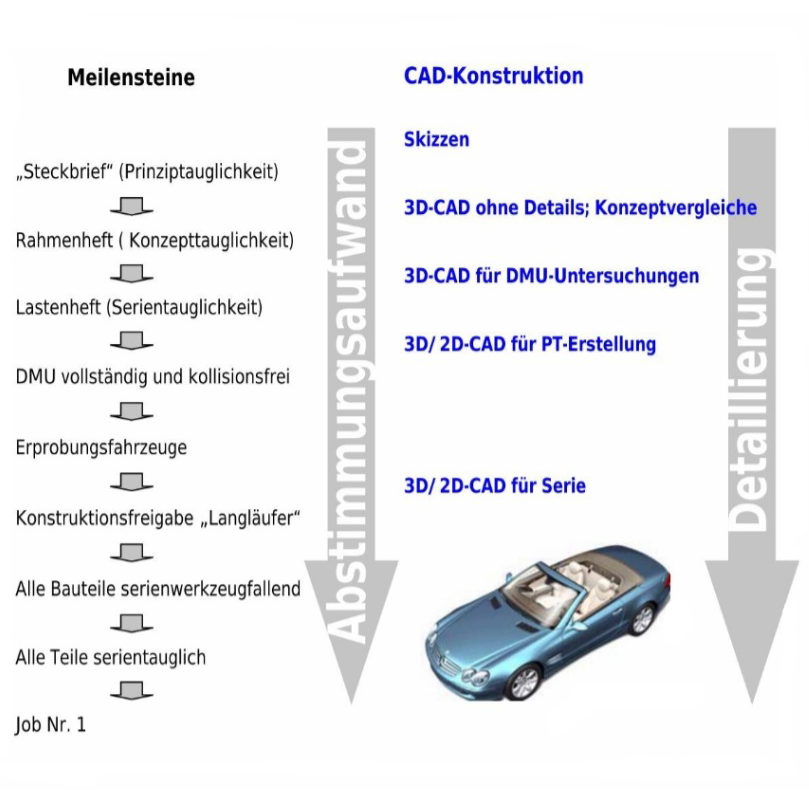 Meilensteine
„Steckbrief“ (Prinziptauglichkeit)
Rahmenheft ( Konzepttauglichkeit)
Lastenheft (Serientauglichkeit)
DMU vollständig und kollisionsfrei
Erprobungsfahrzeuge
Konstruktionsfreigabe „Langläufer“
Alle Bauteile serienwerkzeugfallend
Alle Teile serientauglich
Job Nr. 1
Abstimmungsaufwand
CAD-Konstruktion
Skizzen
3D-CAD ohne Details; Konzeptvergleiche
3D-CAD für DMU-Untersuchungen
3D/ 2D-CAD für PT-Erstellung
3D/ 2D-CAD für Serie
Detaillierung